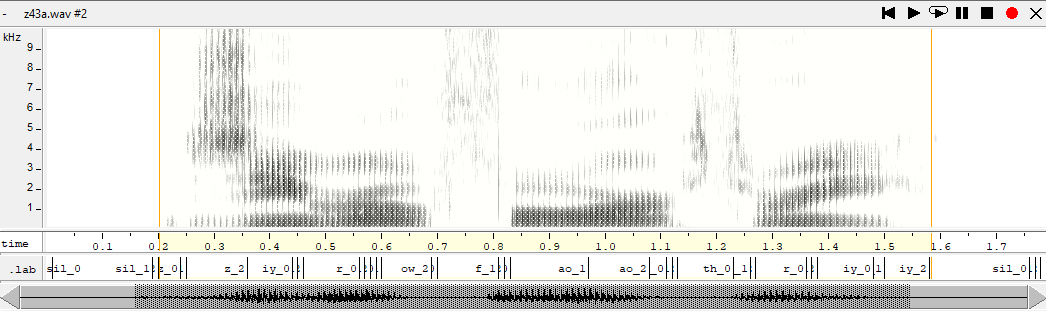 - z43a.wav #2
kHz
9
8
7
6
5
4
3
2
1
time 0.1 0.2 0.3 0.4 0.5 0.6 0.7 0.8 0.9 1.0 1.1 1.2 1.3 1.4 1.5 1.6 1.7
.lab sil_0 sil_1 z_0 z_2 iy_0 r_0 ow_2 f_1 ao_1 ao_2 th_0 r_0 iy_0 iy_2 sil_0